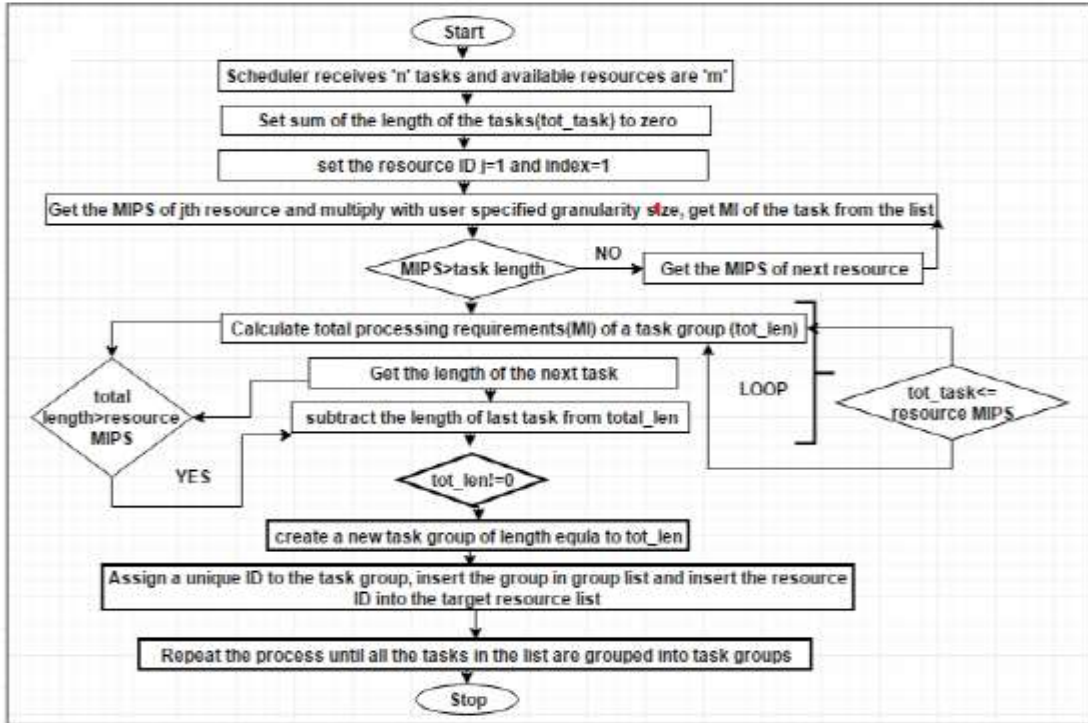 Start
Scheduler receives 'n' tasks and available resources are 'm'
Set sum of the length of the tasks(tot_task) to zero
set the resource ID j=1 and index=1
Get the MIPS of jth resource and multiply with user specified granularity size, get MI of the task from the list
MIPS>task length
NO
Get the MIPS of next resource
Calculate total processing requirements(MI) of a task group (tot_len)
Get the length of the next task
LOOP
tot_task<=
resource MIPS
total
length>resource
MIPS
subtract the length of last task from total_len
YES
tot_len!=0
create a new task group of length equla to tot_len
Assign a unique ID to the task group, insert the group in group list and insert the resource
ID into the target resource list
Repeat the process until all the tasks in the list are grouped into task groups
Stop